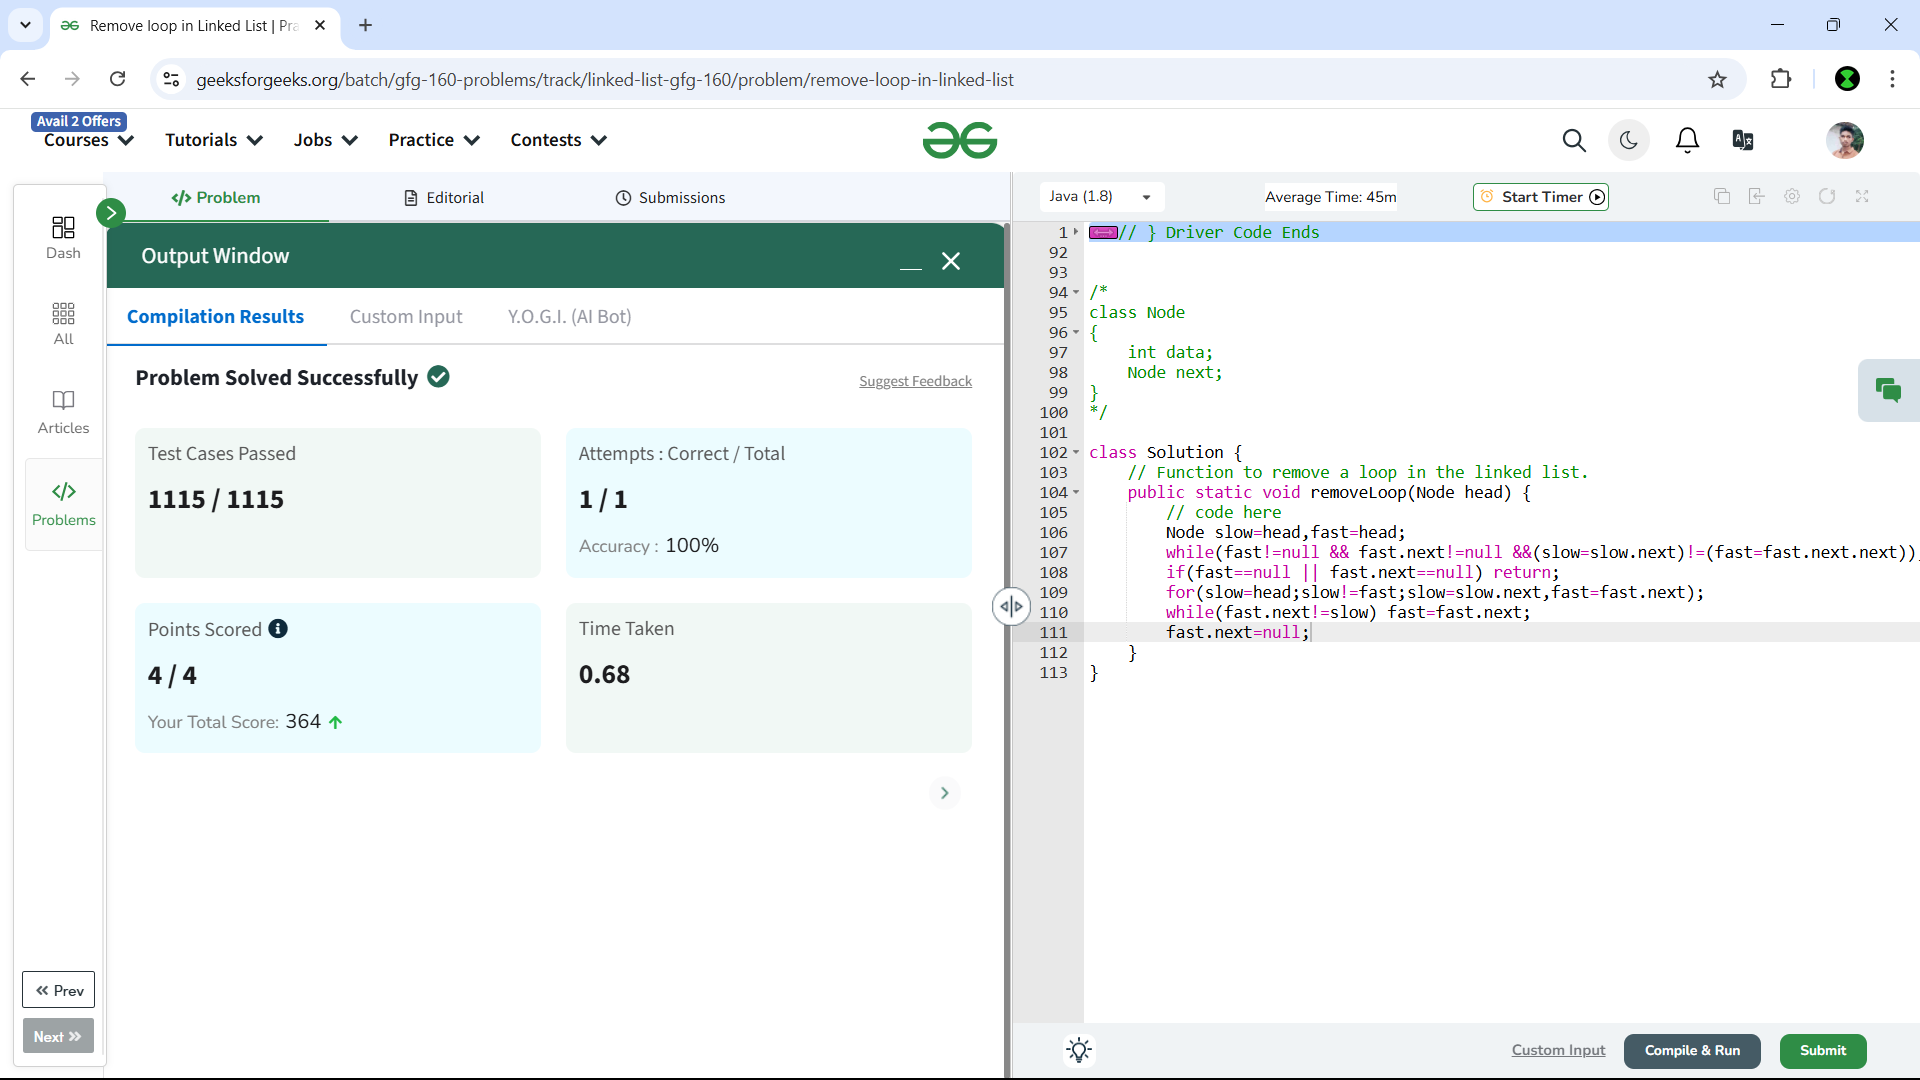 Remove loop in Linked List | Pra
geeksforgeeks.org/batch/gfg-160-problems/track/linked-list-gfg-160/problem/remove-loop-in-linked-list
Avail 2 Offers
Courses
Tutorials
Jobs
Practice
Contests
Dash
All
Articles
Problems
Prev
Next
Problem
Editorial
Submissions
Output Window
Compilation Results
Custom Input
Y.O.G.I. (AI Bot)
Problem Solved Successfully
Suggest Feedback
Test Cases Passed
1115 / 1115
Attempts : Correct / Total
1 / 1
Accuracy : 100%
Points Scored
4 / 4
Your Total Score: 364
Time Taken
0.68
Java (1.8)
Average Time: 45m
Start Timer
1 // } Driver Code Ends
92
93
94 /*
95 class Node
96 {
97     int data;
98     Node next;
99 }
100 */
101
102 class Solution {
103     // Function to remove a loop in the linked list.
104     public static void removeLoop(Node head) {
105         // code here
106         Node slow=head,fast=head;
107         while(fast!=null && fast.next!=null &&(slow=slow.next)!=(fast=fast.next.next))
108         if(fast==null || fast.next==null) return;
109         for(slow=head;slow!=fast;slow=slow.next,fast=fast.next);
110         while(fast.next!=slow) fast=fast.next;
111         fast.next=null;
112     }
113 }
Custom Input
Compile & Run
Submit